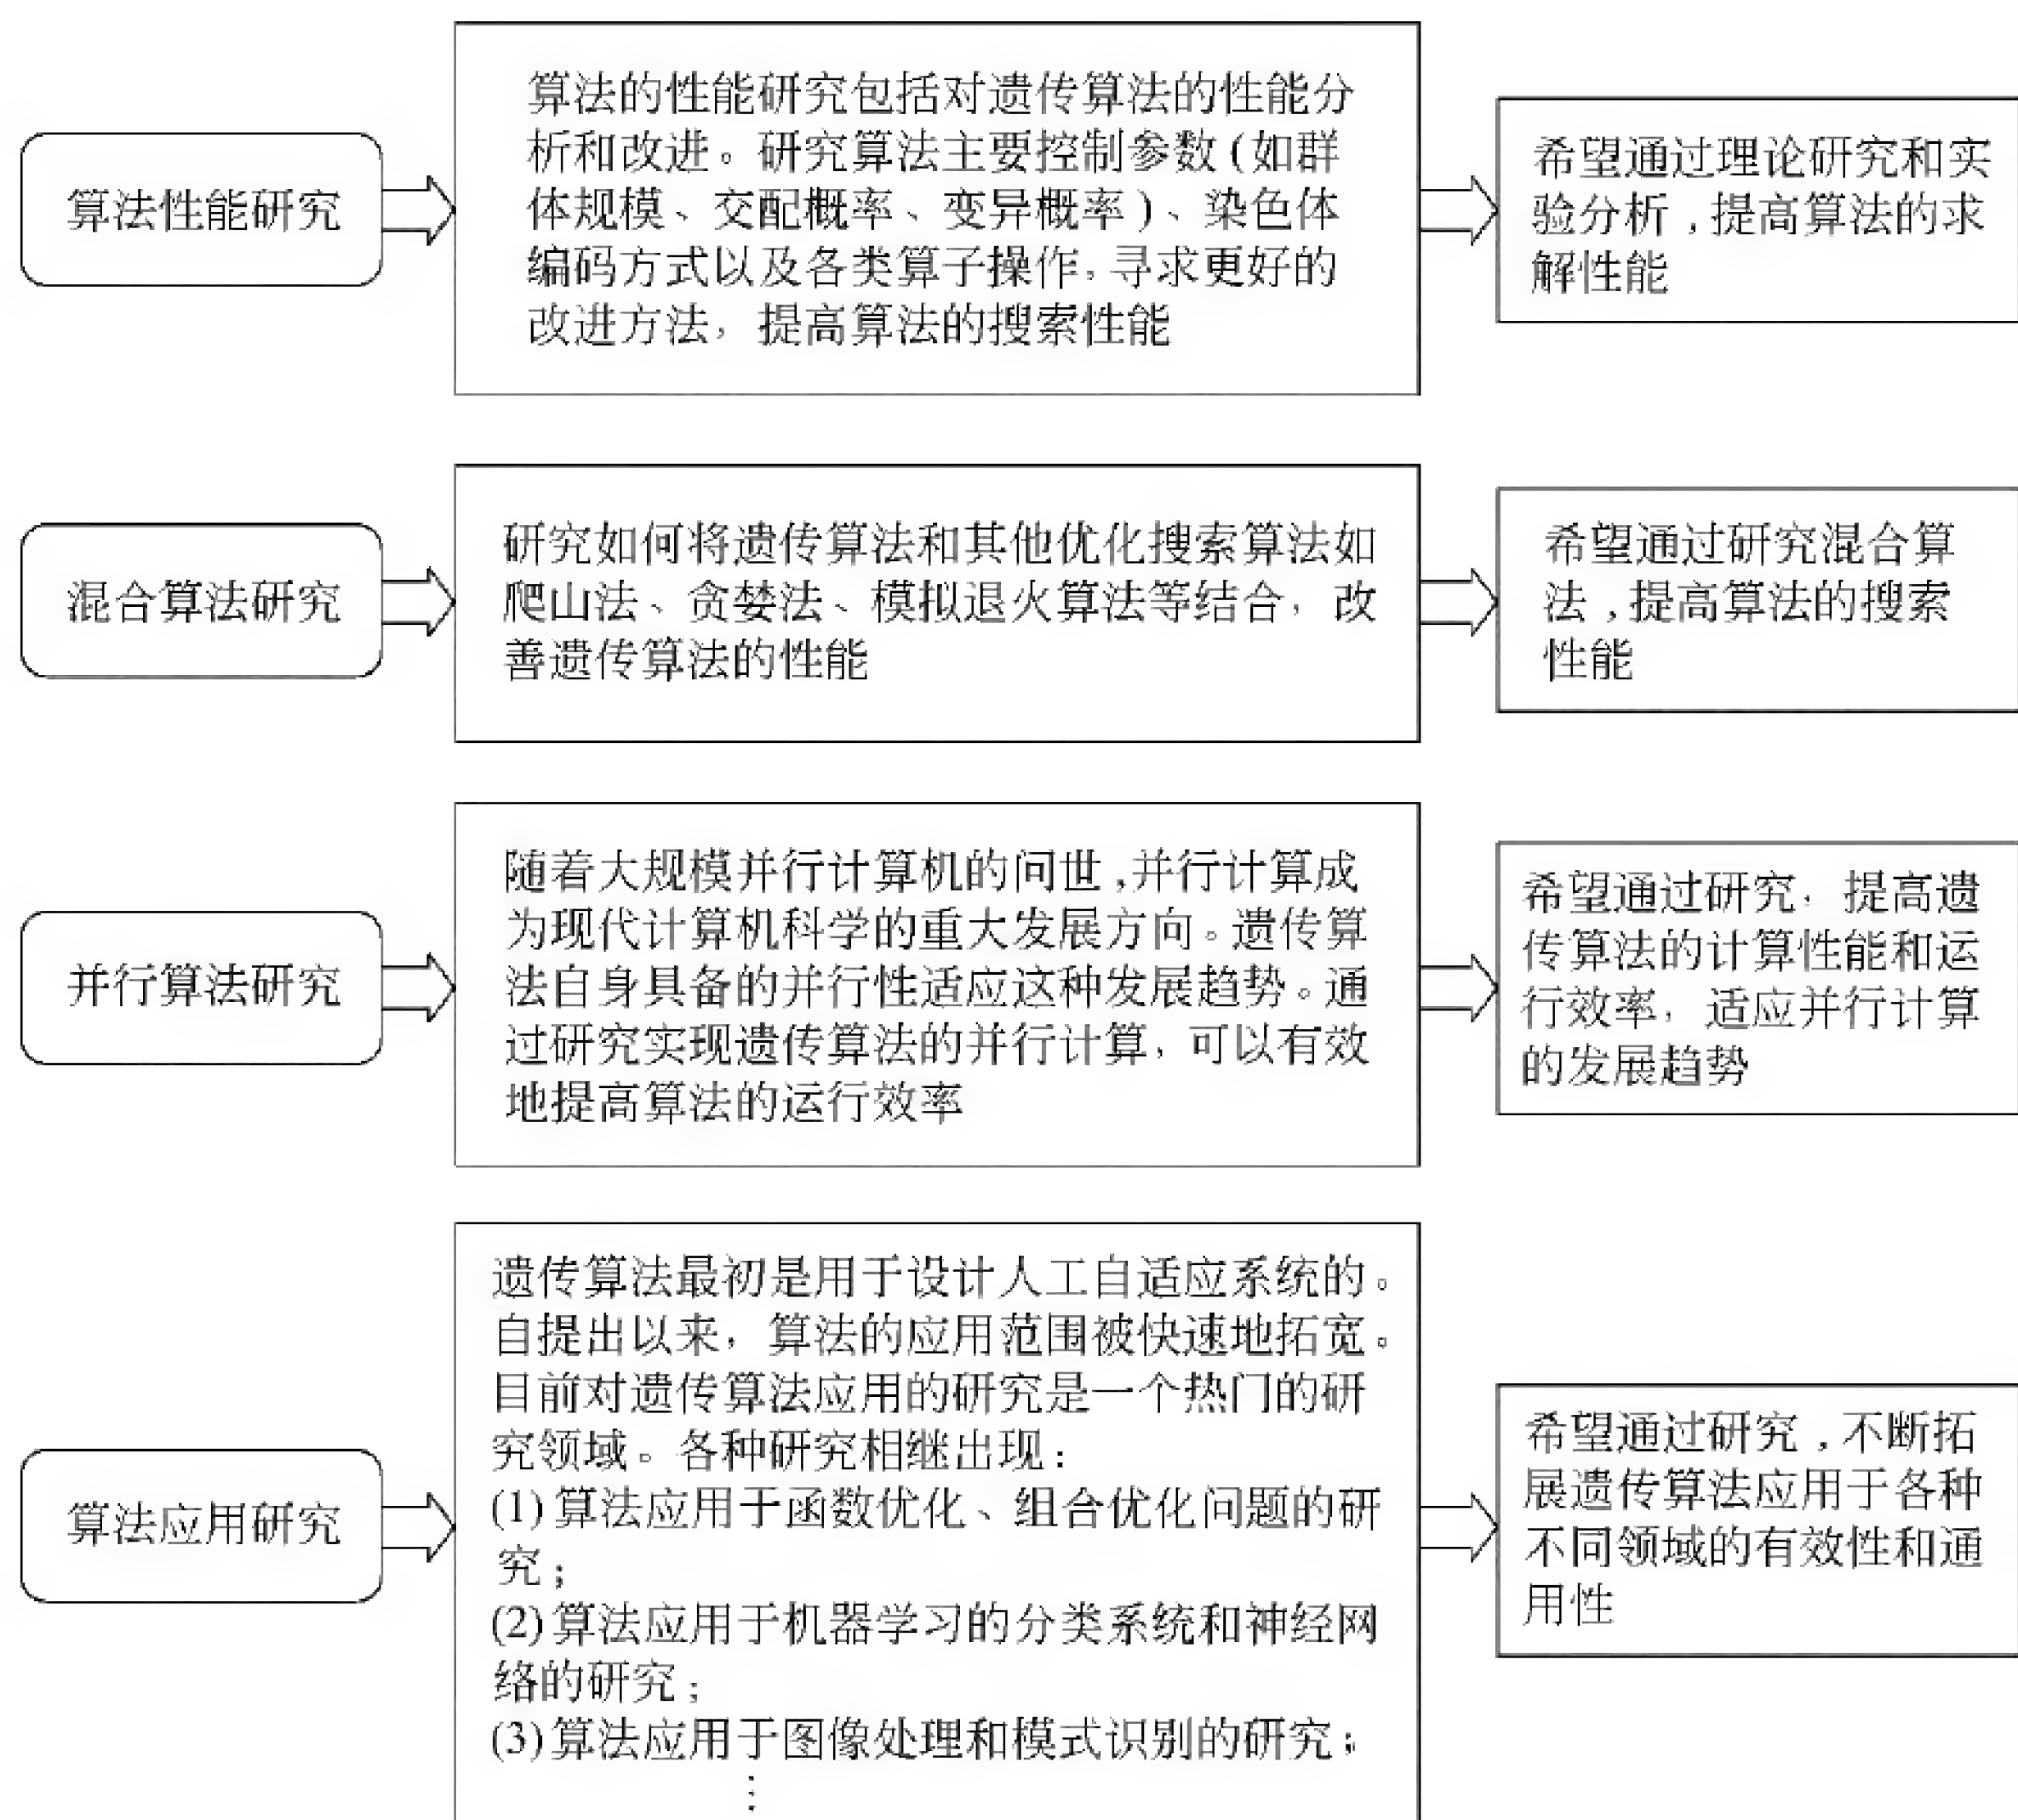 算法性能研究
算法的性能研究包括对遗传算法的性能分
析和改进。研究算法主要控制参数(如群
体规模、交配概率、变异概率)、染色体
编码方式以及各类算子操作,寻求更好的
改进方法,提高算法的搜索性能
希望通过理论研究和实
验分析,提高算法的求
解性能
混合算法研究
研究如何将遗传算法和其他优化搜索算法如
爬山法、贪婪法、模拟退火算法等结合,改
善遗传算法的性能
希望通过研究混合算
法,提高算法的搜索
性能
并行算法研究
随着大规模并行计算机的问世,并行计算成
为现代计算机科学的重大发展方向。遗传算
法自身具备的并行性适应这种发展趋势。通
过研究实现遗传算法的并行计算,可以有效
地提高算法的运行效率
希望通过研究,提高遗
传算法的计算性能和运
行效率,适应并行计算
的发展趋势
算法应用研究
遗传算法最初是用于设计人工自适应系统的。
自提出以来,算法的应用范围被快速地拓宽。
目前对遗传算法应用的研究是一个热门的研
究领域。各种研究相继出现:
(1)算法应用于函数优化、组合优化问题的研
究;
(2)算法应用于机器学习的分类系统和神经网
络的研究;
(3)算法应用于图像处理和模式识别的研究;
⋮
希望通过研究,不断拓
展遗传算法应用于各种
不同领域的有效性和通
用性